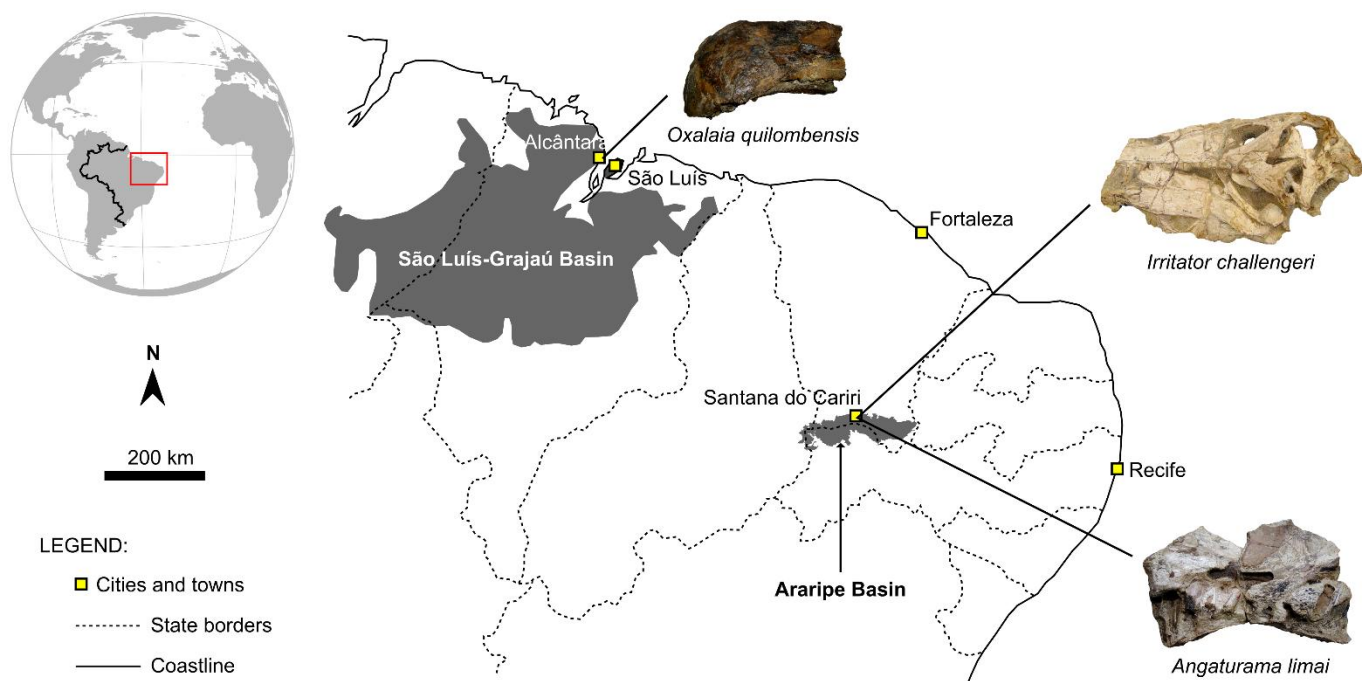 Oxalaia quilombensis
Alcântara
São Luís
Fortaleza
Irritator challengeri
São Luís-Grajaú Basin
N
200 km
Santana do Cariri
Recife
LEGEND:
Cities and towns
State borders
Coastline
Araripe Basin
Angaturama limai